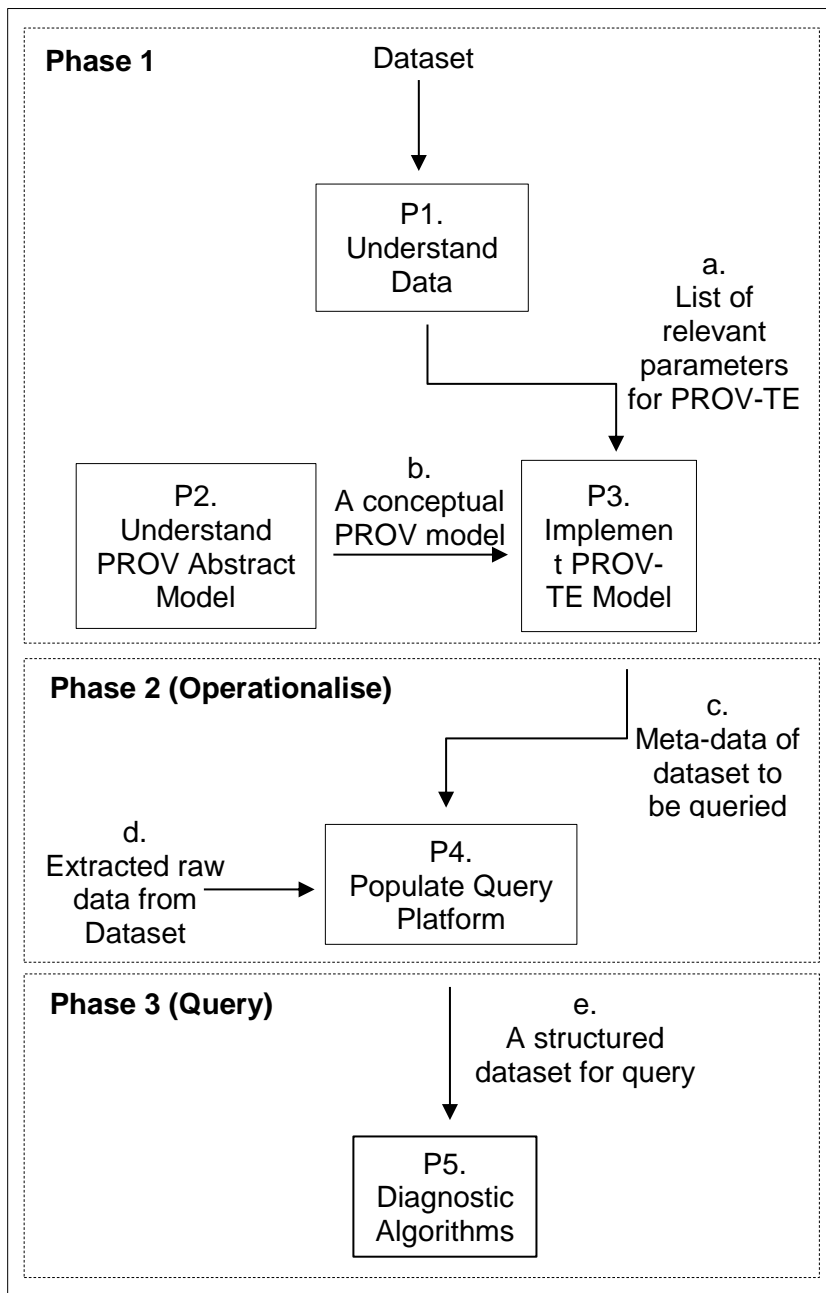 Phase 1
Dataset
P1.
Understand
Data
a.
List of
relevant
parameters
for PROV-TE
P2.
Understand
PROV Abstract
Model
b.
A conceptual
PROV model
P3.
Implemen
t PROV-
TE Model
Phase 2 (Operationalise)
c.
Meta-data of
dataset to
be queried
d.
Extracted raw
data from
Dataset
P4.
Populate Query
Platform
Phase 3 (Query)
e.
A structured
dataset for query
P5.
Diagnostic
Algorithms